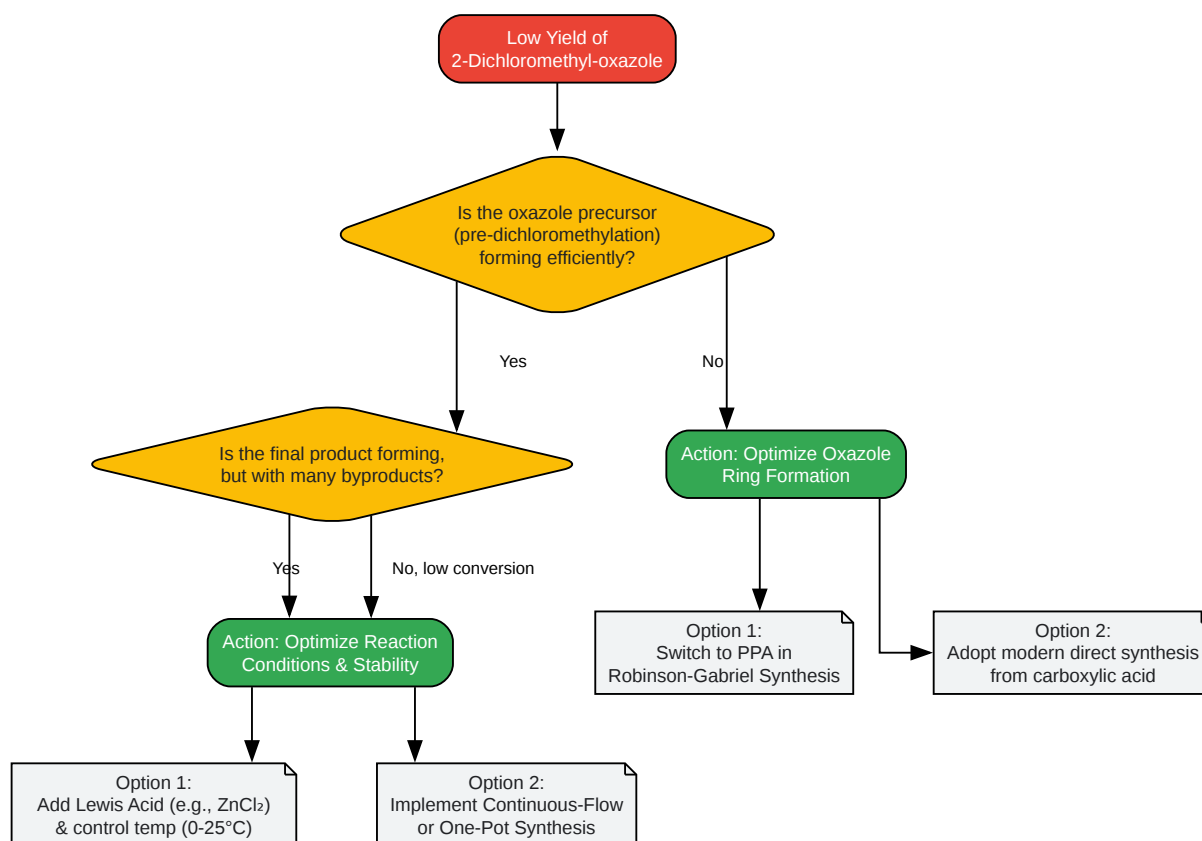 Low Yield of
2-Dichloromethyl-oxazole
Is the oxazole precursor
(pre-dichloromethylation)
forming efficiently?
Yes
No
Is the final product forming,
but with many byproducts?
Action: Optimize Oxazole
Ring Formation
Yes
No, low conversion
Action: Optimize Reaction
Conditions & Stability
Option 1:
Switch to PPA in
Robinson-Gabriel Synthesis
Option 2:
Adopt modern direct synthesis
from carboxylic acid
Option 1:
Add Lewis Acid (e.g., ZnCl₂)
& control temp (0-25°C)
Option 2:
Implement Continuous-Flow
or One-Pot Synthesis